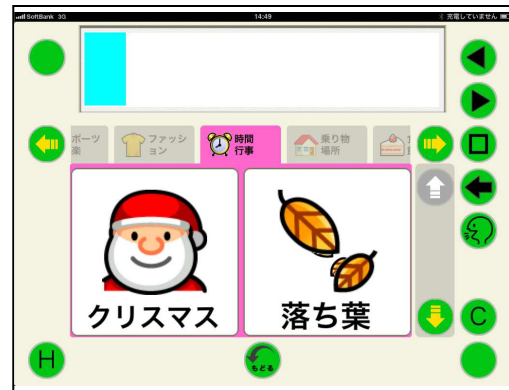 SoftBank 3G 14:49 充電していません
ポーツ
楽
ファッシ
ョン
時間
行事
乗り物
場所
クリスマス
落ち葉
C
H
もどる